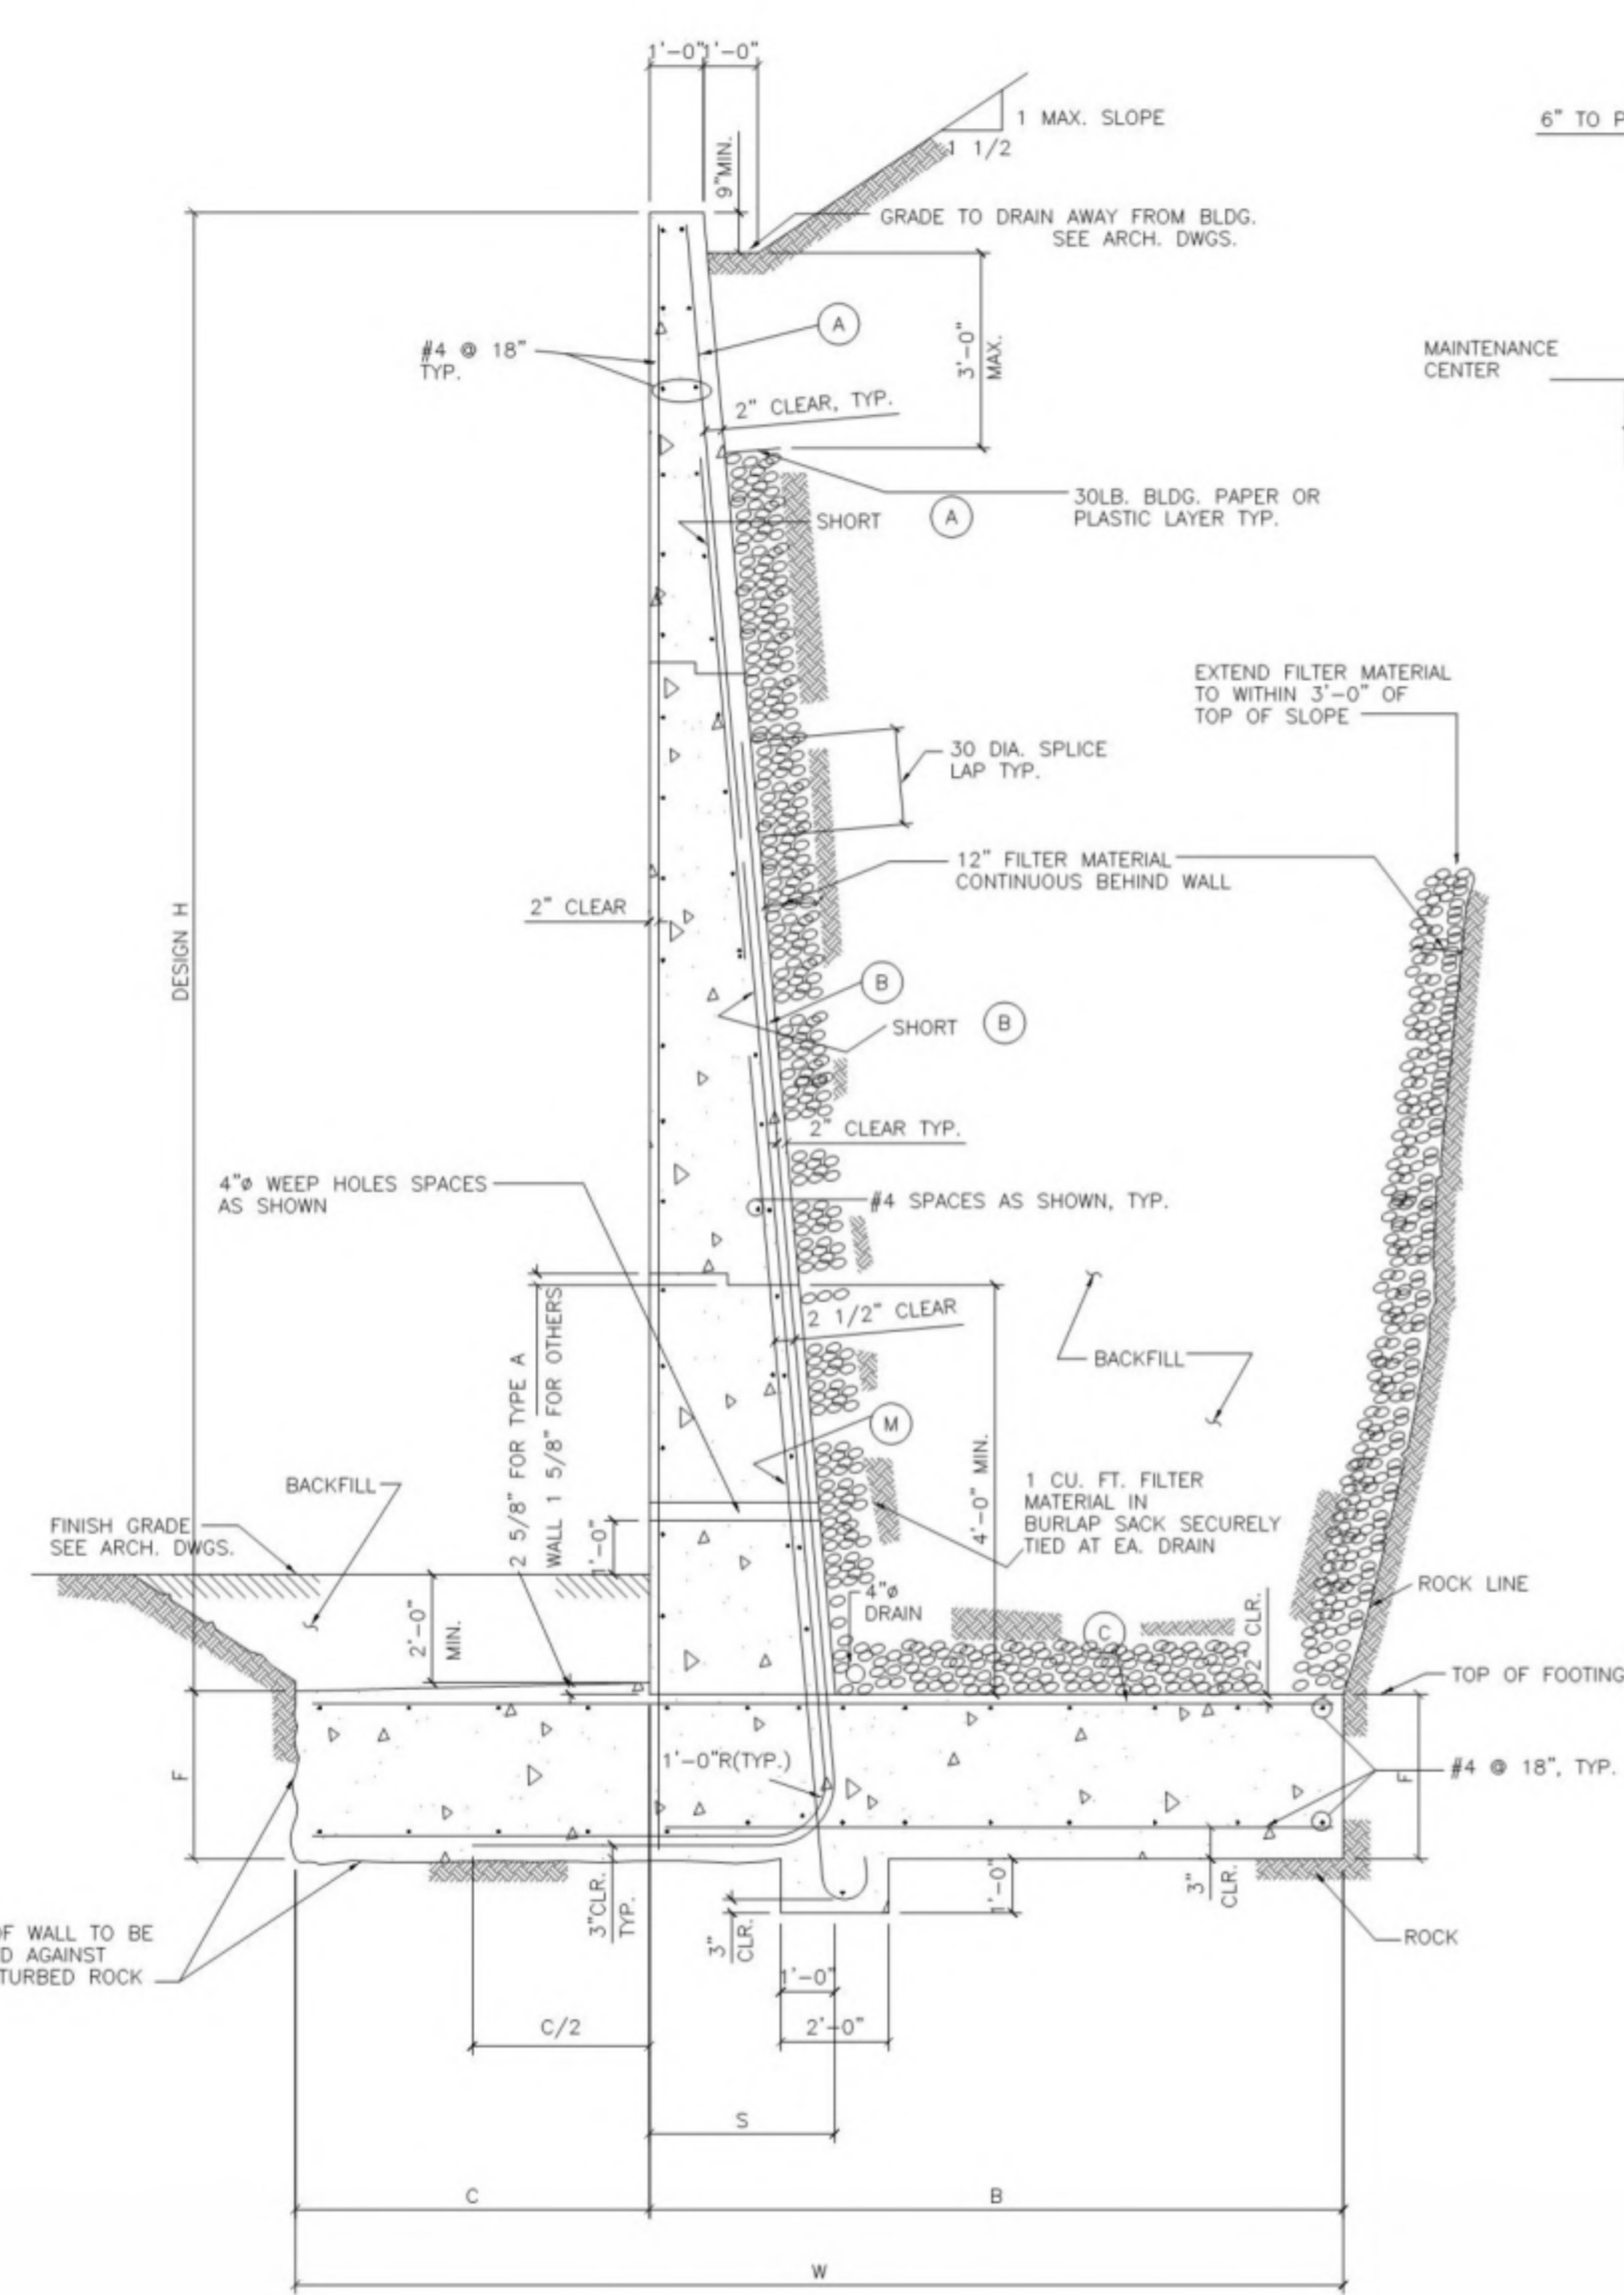 1'-0"
1'-0"
1 MAX. SLOPE
1 1/2
6" TO P
9"MIN.
GRADE TO DRAIN AWAY FROM BLDG.
SEE ARCH. DWGS.
A
3'-0"
MAX.
#4 @ 18"
TYP.
MAINTENANCE
CENTER
2" CLEAR, TYP.
30LB. BLDG. PAPER OR
PLASTIC LAYER TYP.
SHORT
A
EXTEND FILTER MATERIAL
TO WITHIN 3'-0" OF
TOP OF SLOPE
30 DIA. SPLICE
LAP TYP.
12" FILTER MATERIAL
CONTINUOUS BEHIND WALL
2" CLEAR
DESIGN H
B
SHORT
B
2" CLEAR TYP.
4"ø WEEP HOLES SPACES
AS SHOWN
#4 SPACES AS SHOWN, TYP.
2 1/2" CLEAR
BACKFILL
2 5/8" FOR TYPE A
WALL 1 5/8" FOR OTHERS
M
4'-0" MIN.
1 CU. FT. FILTER
MATERIAL IN
BURLAP SACK SECURELY
TIED AT EA. DRAIN
BACKFILL
FINISH GRADE
SEE ARCH. DWGS.
1'-0"
2'-0"
MIN.
4"ø
DRAIN
C
2" CLR.
ROCK LINE
TOP OF FOOTING
1'-0"R(TYP.)
#4 @ 18", TYP.
F
F
3"CLR.
TYP.
3"
CLR.
1'-0"
3"
CLR.
ROCK
OF WALL TO BE
D AGAINST
TURBED ROCK
1'-0"
C/2
2'-0"
S
C
B
W